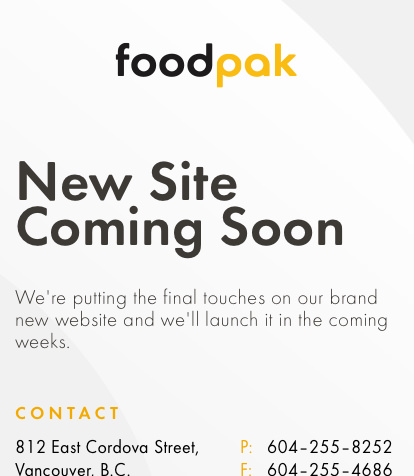 foodpak
New Site
Coming Soon
We're putting the final touches on our brand
new website and we'll launch it in the coming
weeks.
CONTACT
812 East Cordova Street, P: 604-255-8252
Vancouver, B.C. F: 604-255-4686